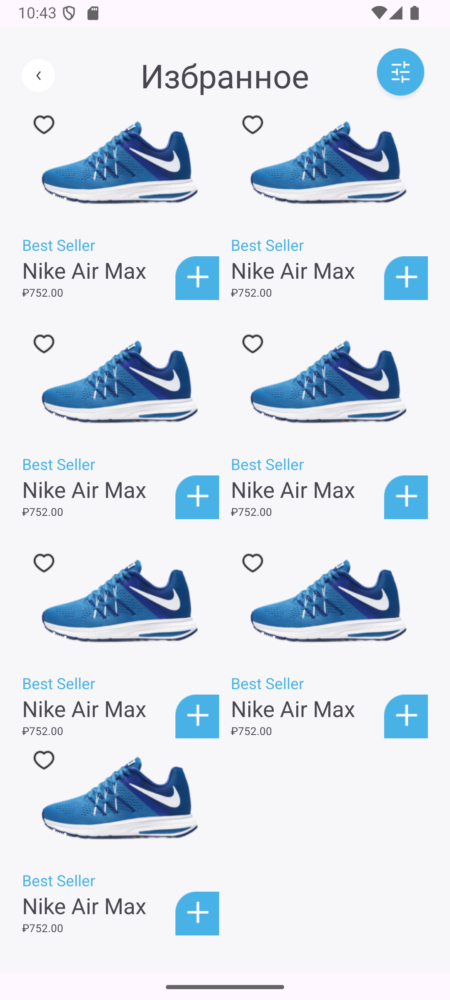 10:43
Избранное
Best Seller
Best Seller
Nike Air Max
Nike Air Max
₽752.00
₽752.00
Best Seller
Best Seller
Nike Air Max
Nike Air Max
₽752.00
₽752.00
Best Seller
Best Seller
Nike Air Max
Nike Air Max
₽752.00
₽752.00
Best Seller
Nike Air Max
₽752.00